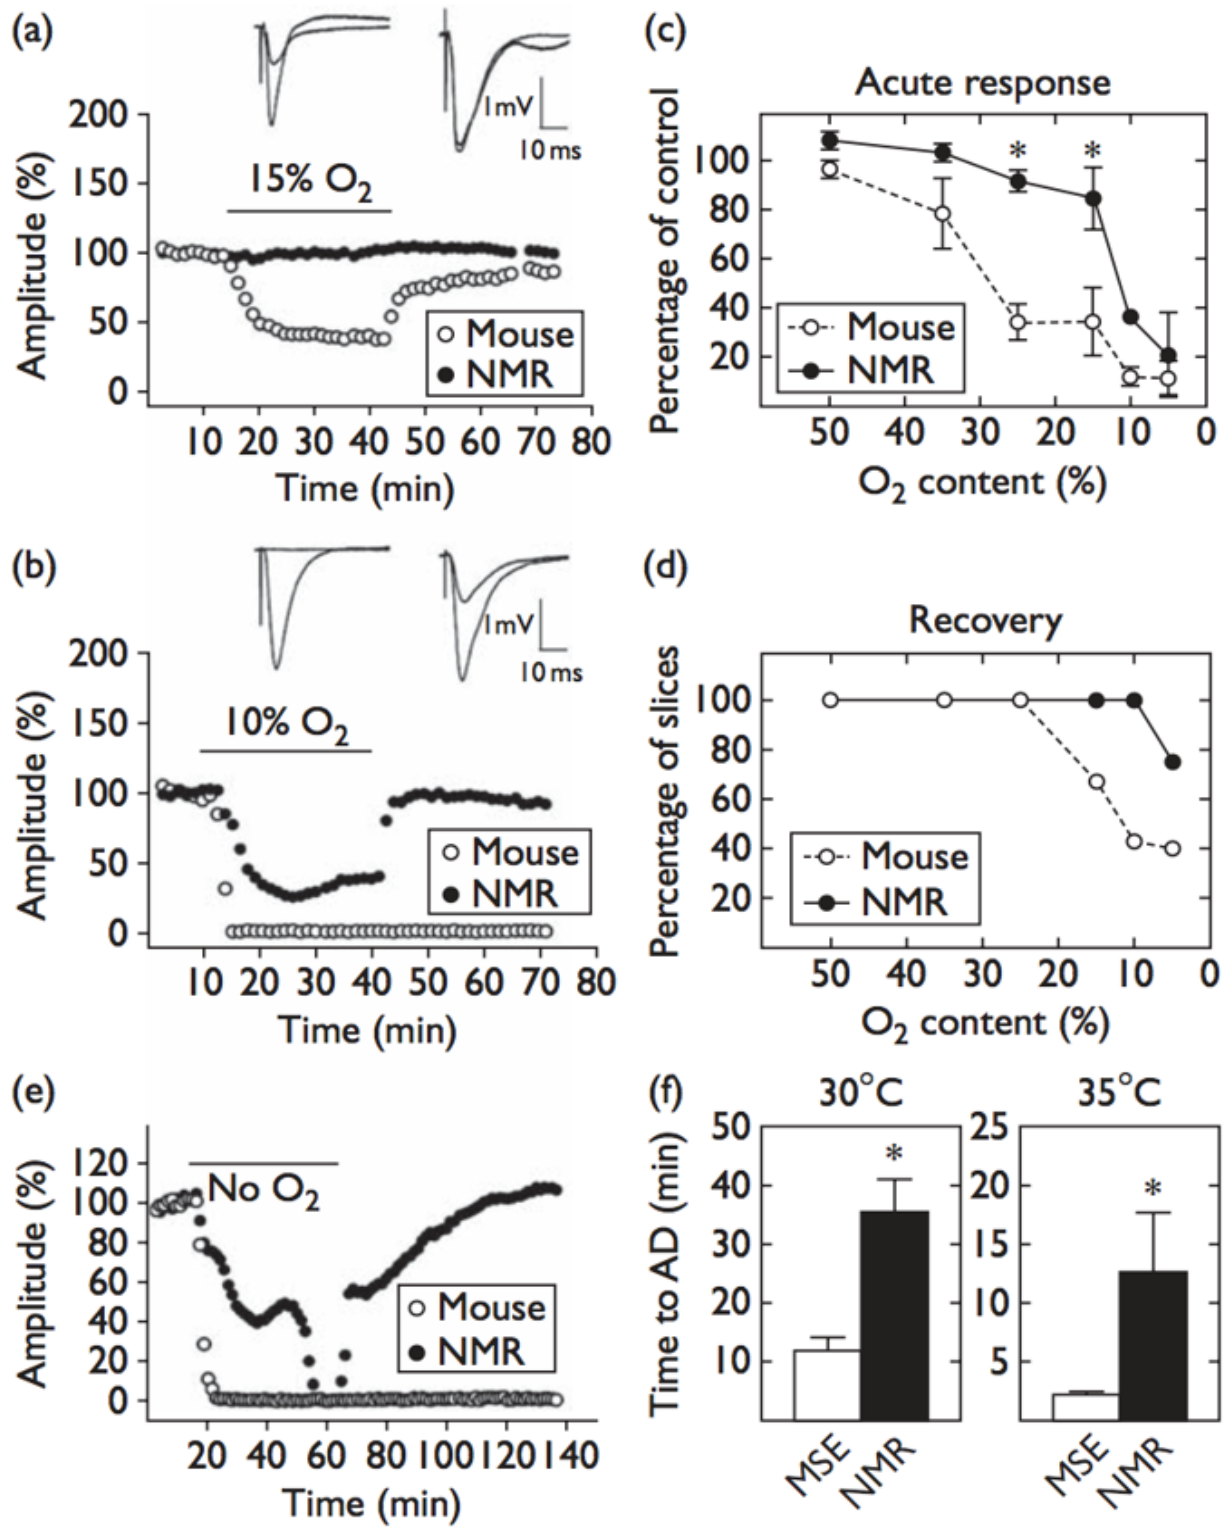 (a)
1mV
10 ms
15% O2
Amplitude (%)
200
150
100
50
0
Mouse
NMR
10 20 30 40 50 60 70 80
Time (min)
(c)
Acute response
Percentage of control
100
80
60
40
20
* *
Mouse
NMR
50 40 30 20 10 0
O2 content (%)
(b)
1mV
10 ms
10% O2
Amplitude (%)
200
150
100
50
0
Mouse
NMR
10 20 30 40 50 60 70 80
Time (min)
(d)
Recovery
Percentage of slices
100
80
60
40
20
Mouse
NMR
50 40 30 20 10 0
O2 content (%)
(e)
No O2
Amplitude (%)
120
100
80
60
40
20
0
Mouse
NMR
20 40 60 80 100 120 140
Time (min)
(f)
30°C
Time to AD (min)
50
40
30
20
10
*
MSE NMR
35°C
25
20
15
10
5
*
MSE NMR